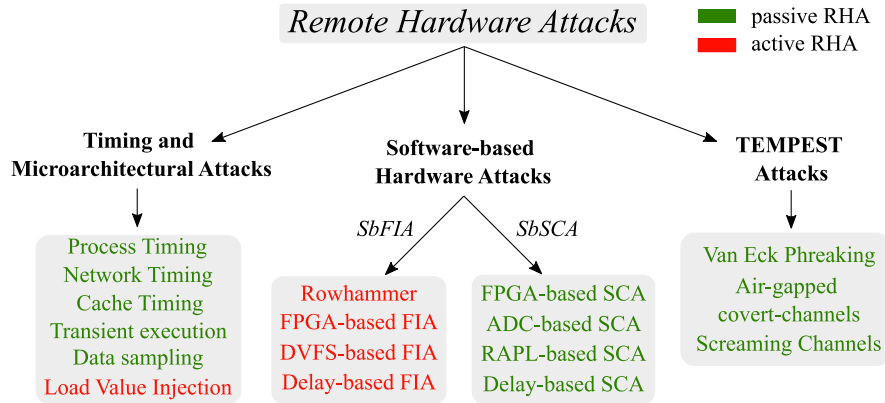 Remote Hardware Attacks
passive RHA
active RHA
Timing and
Microarchitectural Attacks
Software-based
Hardware Attacks
TEMPEST
Attacks
SbFIA
SbSCA
Process Timing
Network Timing
Cache Timing
Transient execution
Data sampling
Load Value Injection
Rowhammer
FPGA-based FIA
DVFS-based FIA
Delay-based FIA
FPGA-based SCA
ADC-based SCA
RAPL-based SCA
Delay-based SCA
Van Eck Phreaking
Air-gapped
covert-channels
Screaming Channels